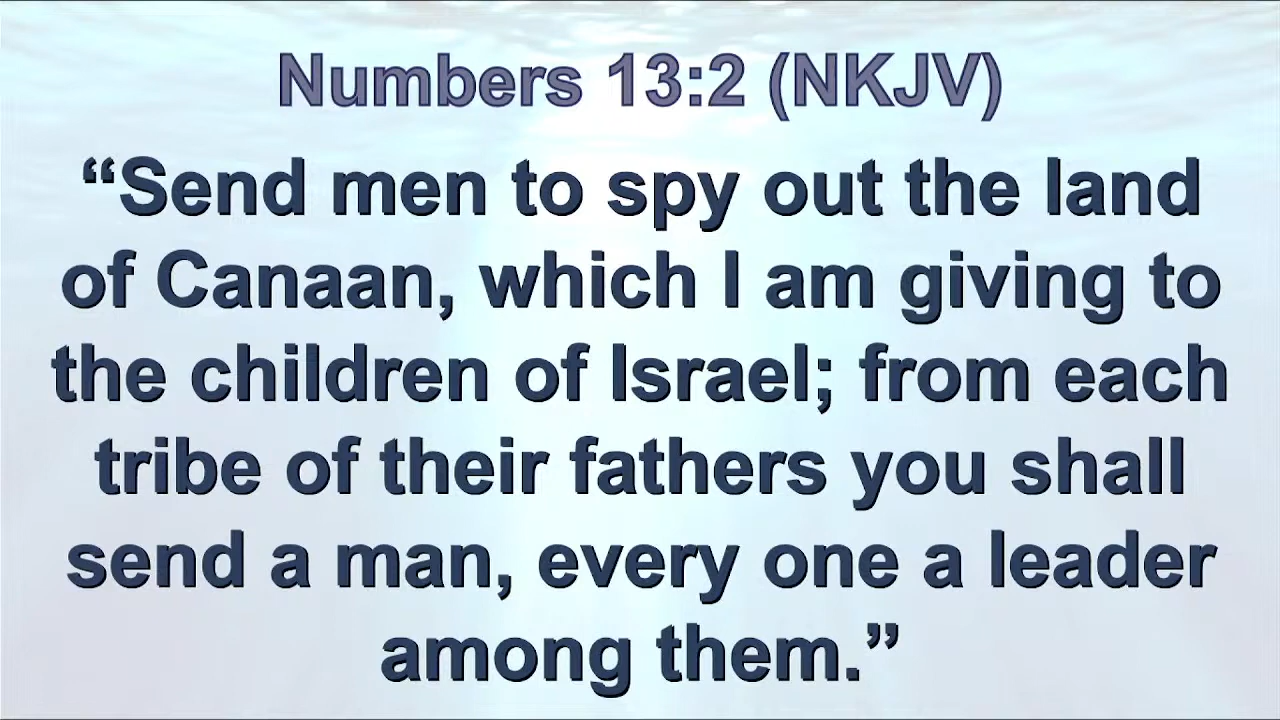 Numbers 13:2 (NKJV)
“Send men to spy out the land
of Canaan, which I am giving to
the children of Israel; from each
tribe of their fathers you shall
send a man, every one a leader
among them.”